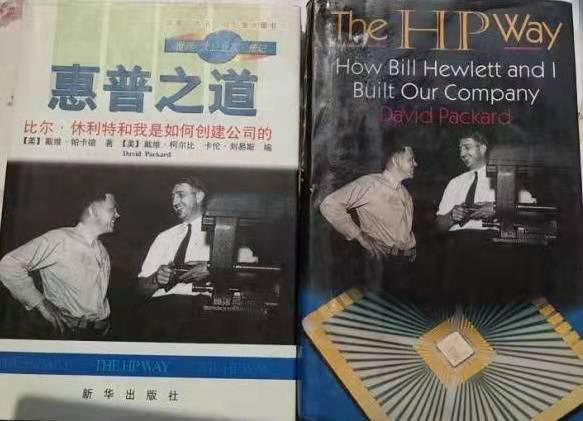 惠普之道
比尔·休利特和我是如何创建公司的
【美】戴维·帕卡德 著 【美】戴维·柯尔比 卡伦·刘易斯 编
David Packard
THE HP WAY
新华出版社
The HP Way
How Bill Hewlett and I
Built Our Company
David Packard